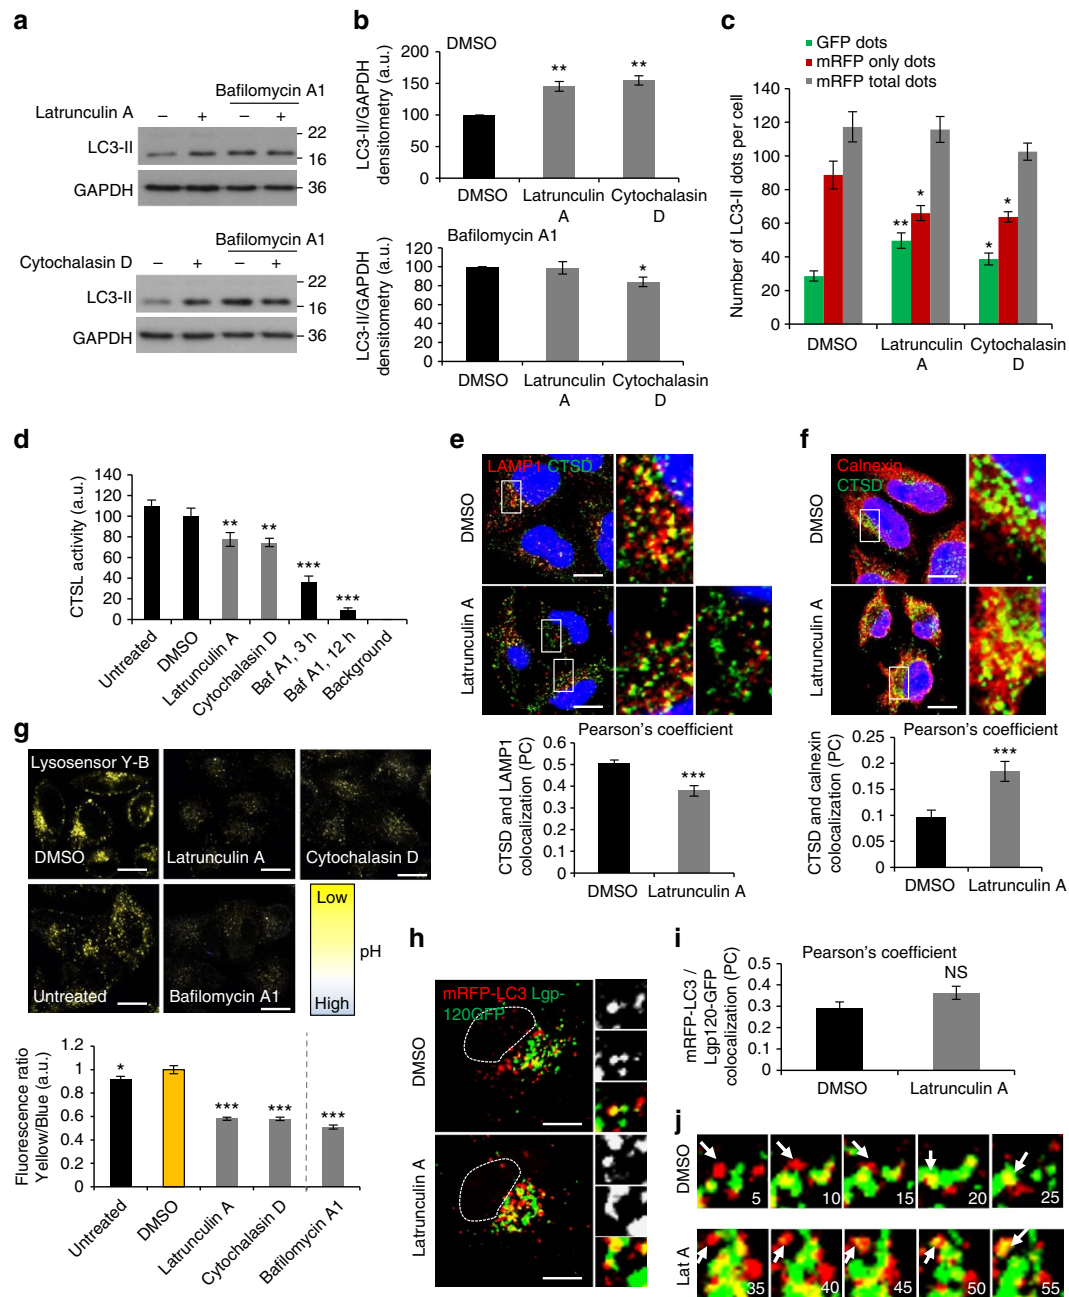 a
Bafilomycin A1
Latrunculin A – + – +
LC3-II
22
16
GAPDH
36
Bafilomycin A1
Cytochalasin D – + – +
LC3-II
22
16
GAPDH
36
b
DMSO
LC3-II/GAPDH
densitometry (a.u.)
200
150
100
50
0
**
**
DMSO
Latrunculin
A
Cytochalasin
D
Bafilomycin A1
LC3-II/GAPDH
densitometry (a.u.)
120
100
80
60
40
20
0
*
DMSO
Latrunculin
A
Cytochalasin
D
c
GFP dots
mRFP only dots
mRFP total dots
Number of LC3-II dots per cell
140
120
100
80
60
40
20
0
**
*
*
*
DMSO
Latrunculin
A
Cytochalasin
D
d
CTSL activity (a.u.)
140
120
100
80
60
40
20
0
**
**
***
***
Untreated
DMSO
Latrunculin A
Cytochalasin D
Baf A1, 3 h
Baf A1, 12 h
Background
e
LAMP1 CTSD
DMSO
Latrunculin A
Pearson's coefficient
CTSD and LAMP1
colocalization (PC)
0.6
0.5
0.4
0.3
0.2
0.1
0
***
DMSO
Latrunculin A
f
Calnexin
CTSD
DMSO
Latrunculin A
Pearson's coefficient
CTSD and calnexin
colocalization (PC)
0.25
0.2
0.15
0.1
0.05
0
***
DMSO
Latrunculin A
g
Lysosensor Y-B
DMSO
Latrunculin A
Cytochalasin D
Untreated
Bafilomycin A1
Low
pH
High
Fluorescence ratio
Yellow/Blue (a.u.)
1.2
1
0.8
0.6
0.4
0.2
0
*
***
***
***
Untreated
DMSO
Latrunculin A
Cytochalasin D
Bafilomycin A1
h
mRFP-LC3 Lgp-
120GFP
DMSO
Latrunculin A
i
Pearson's coefficient
mRFP-LC3 /
Lgp120-GFP
colocalization (PC)
0.5
0.4
0.3
0.2
0.1
0
NS
DMSO
Latrunculin A
j
DMSO
5
10
15
20
25
Lat A
35
40
45
50
55